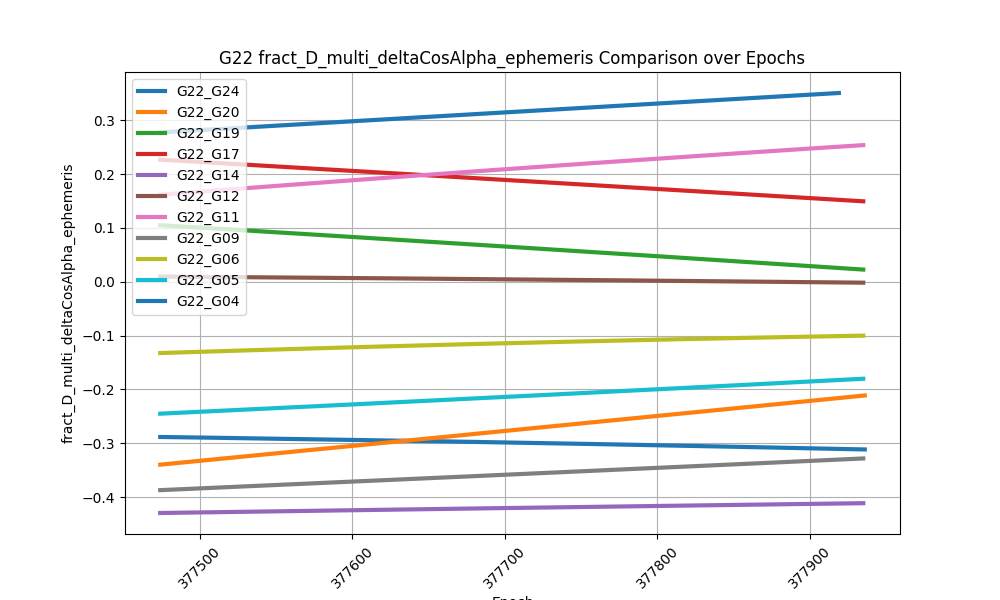 G22 fract_D_multi_deltaCosAlpha_ephemeris Comparison over Epochs
fract_D_multi_deltaCosAlpha_ephemeris
0.3
0.2
0.1
0.0
−0.1
−0.2
−0.3
−0.4
G22_G24
G22_G20
G22_G19
G22_G17
G22_G14
G22_G12
G22_G11
G22_G09
G22_G06
G22_G05
G22_G04
377500
377600
377700
377800
377900
Epoch